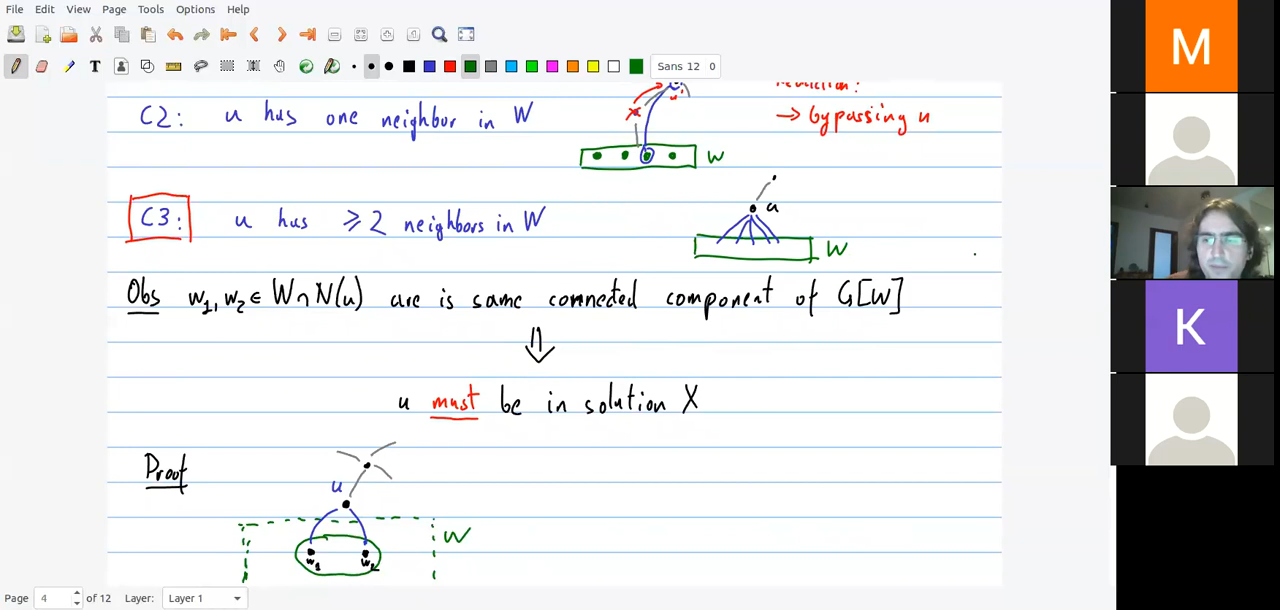 File Edit View Page Tools Options Help
Sans 12 0
C2: u has one neighbor in W
→ bypassing u
W
C3: u has ⩾ 2 neighbors in W
u
W
Obs w1, w2 ∈ W ∩ N(u) are is same connected component of G[W]
⇓
u must be in solution X
Proof
u
W
w1 w2
Page 4 of 12 Layer: Layer 1
M
K